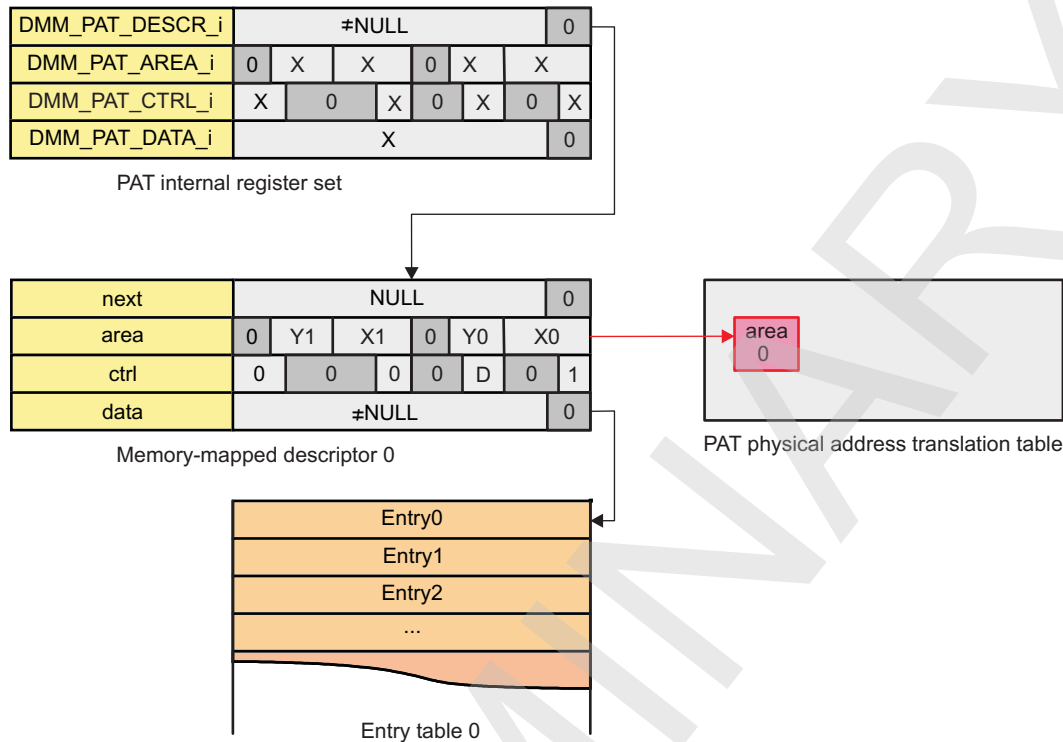 DMM_PAT_DESCR_i ≠NULL 0
DMM_PAT_AREA_i 0 X X 0 X X
DMM_PAT_CTRL_i X 0 X 0 X 0 X
DMM_PAT_DATA_i X 0
PAT internal register set
next NULL 0
area 0 Y1 X1 0 Y0 X0
ctrl 0 0 0 0 D 0 1
data ≠NULL 0
Memory-mapped descriptor 0
area
0
PAT physical address translation table
Entry0
Entry1
Entry2
...
Entry table 0